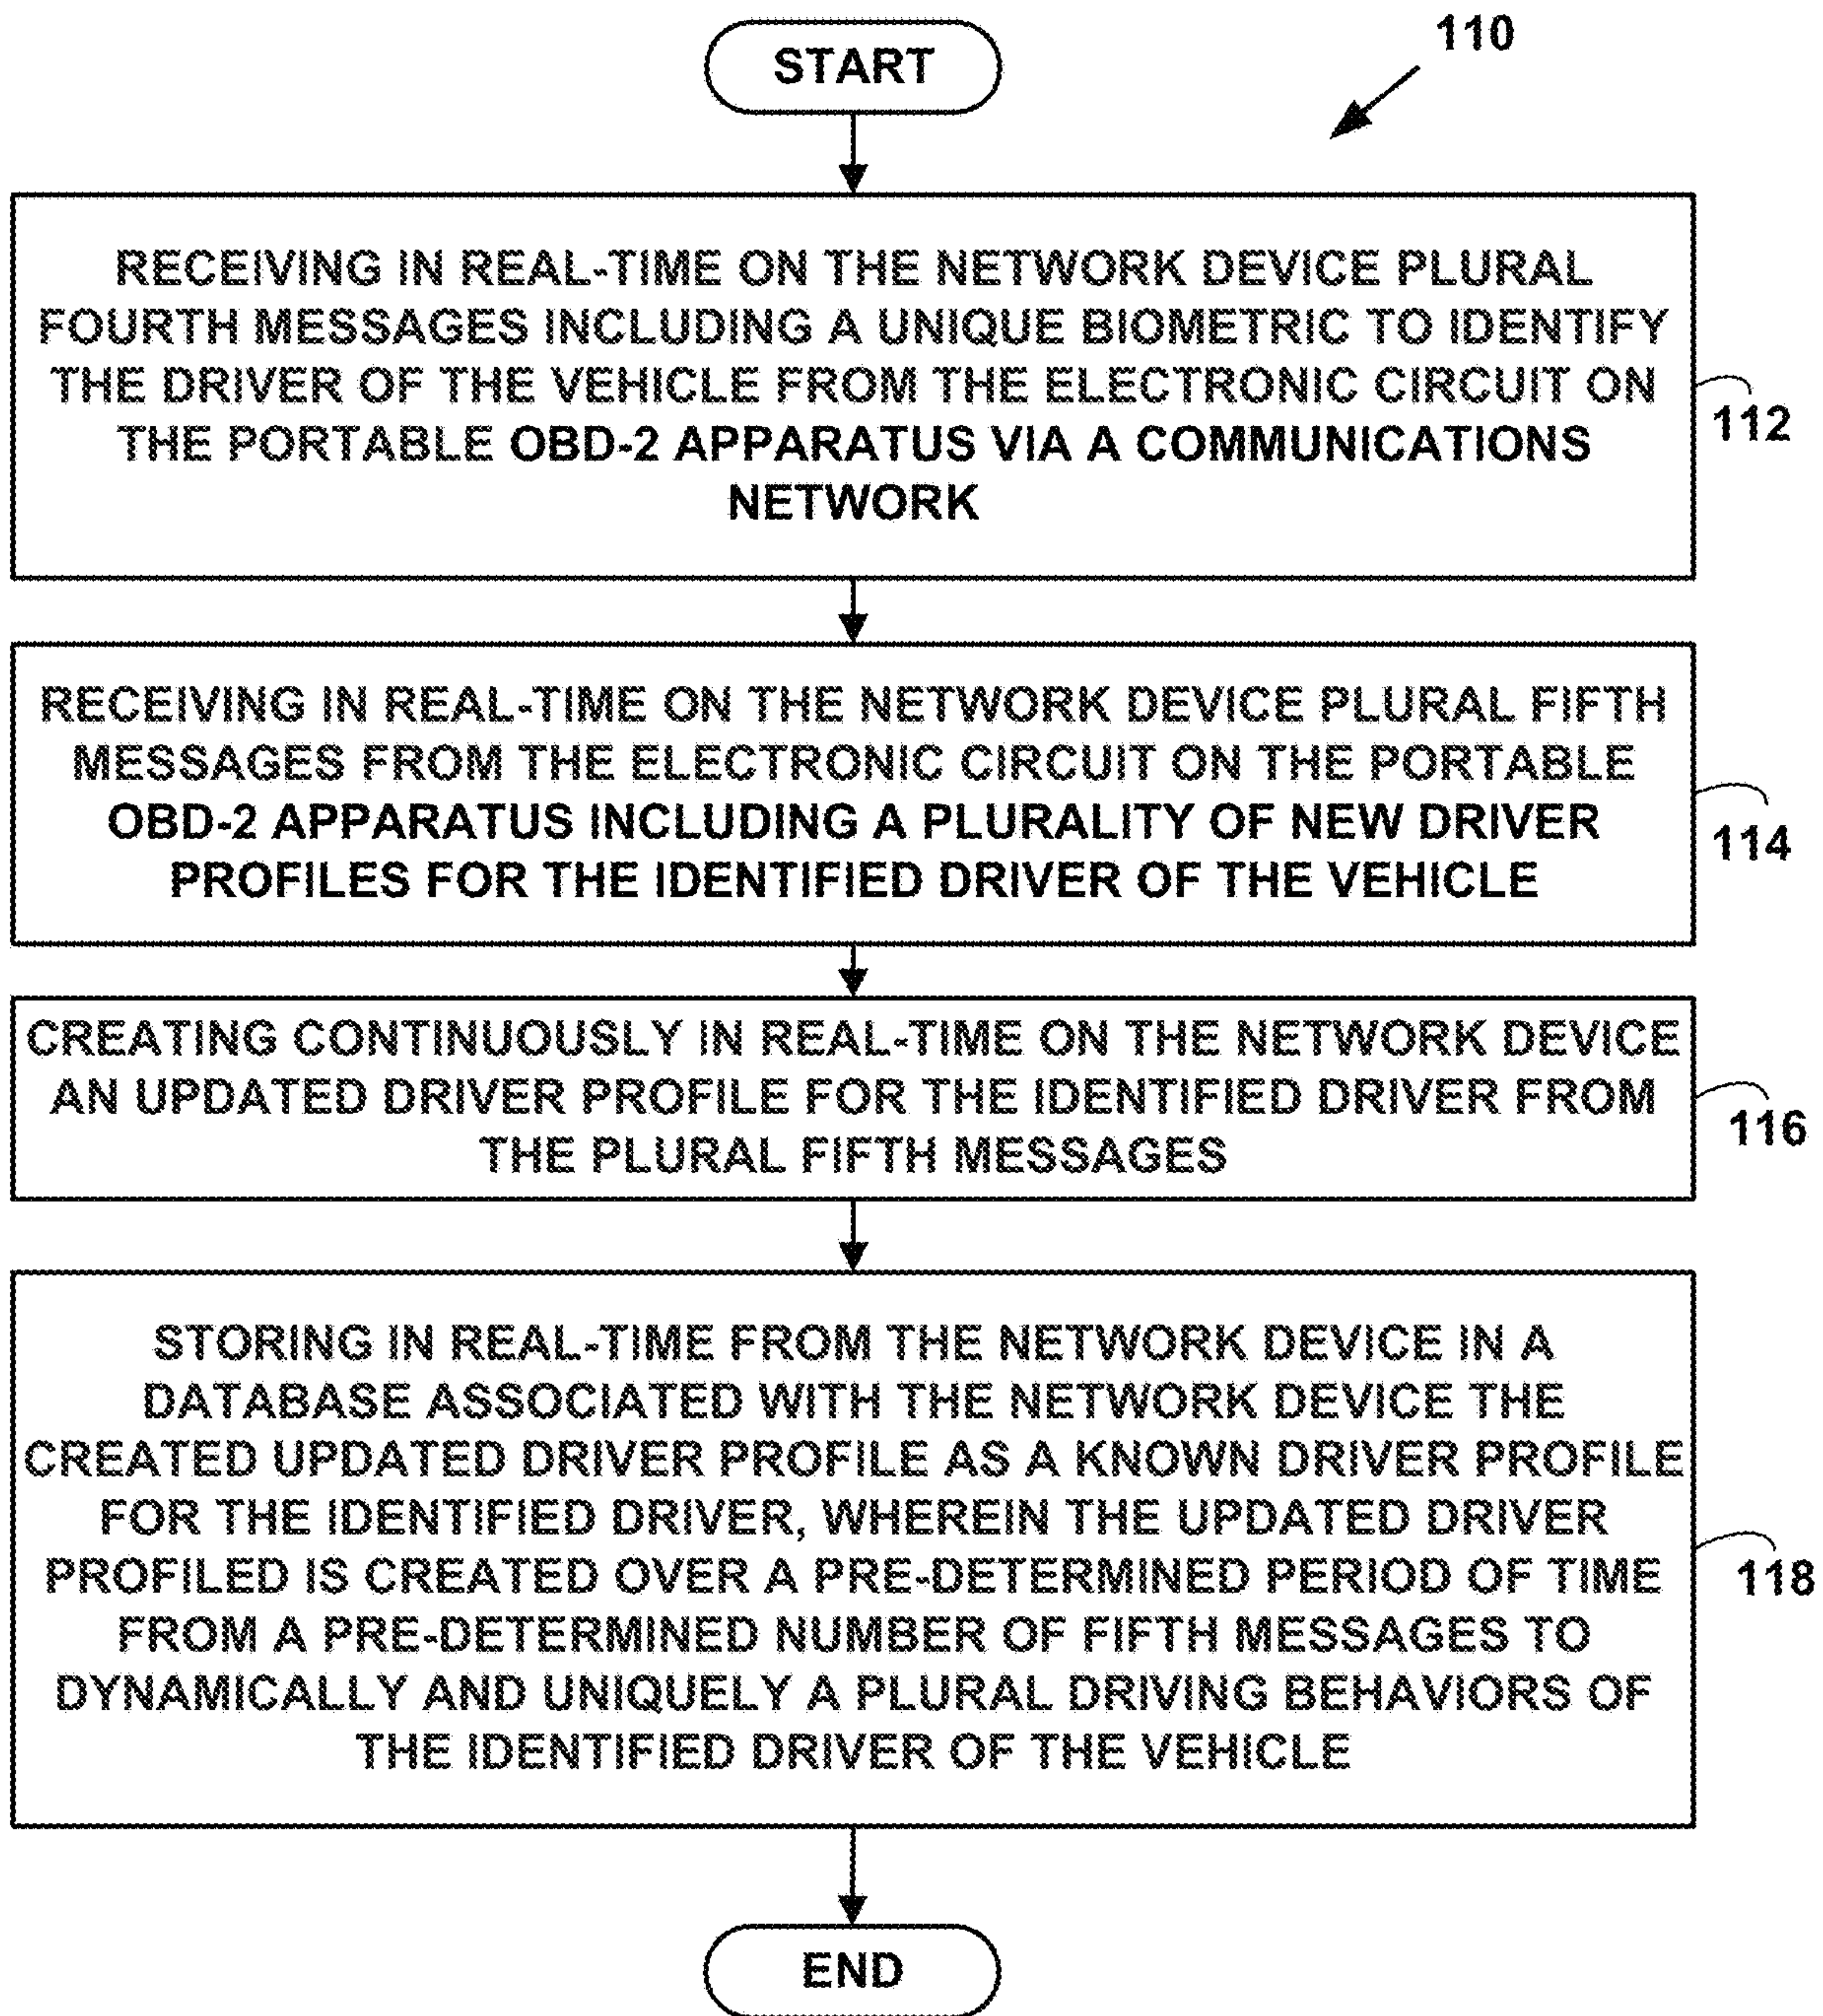 START
110
RECEIVING IN REAL-TIME ON THE NETWORK DEVICE PLURAL
FOURTH MESSAGES INCLUDING A UNIQUE BIOMETRIC TO IDENTIFY
THE DRIVER OF THE VEHICLE FROM THE ELECTRONIC CIRCUIT ON
THE PORTABLE OBD-2 APPARATUS VIA A COMMUNICATIONS
NETWORK
112
RECEIVING IN REAL-TIME ON THE NETWORK DEVICE PLURAL FIFTH
MESSAGES FROM THE ELECTRONIC CIRCUIT ON THE PORTABLE
OBD-2 APPARATUS INCLUDING A PLURALITY OF NEW DRIVER
PROFILES FOR THE IDENTIFIED DRIVER OF THE VEHICLE
114
CREATING CONTINUOUSLY IN REAL-TIME ON THE NETWORK DEVICE
AN UPDATED DRIVER PROFILE FOR THE IDENTIFIED DRIVER FROM
THE PLURAL FIFTH MESSAGES
116
STORING IN REAL-TIME FROM THE NETWORK DEVICE IN A
DATABASE ASSOCIATED WITH THE NETWORK DEVICE THE
CREATED UPDATED DRIVER PROFILE AS A KNOWN DRIVER PROFILE
FOR THE IDENTIFIED DRIVER, WHEREIN THE UPDATED DRIVER
PROFILED IS CREATED OVER A PRE-DETERMINED PERIOD OF TIME
FROM A PRE-DETERMINED NUMBER OF FIFTH MESSAGES TO
DYNAMICALLY AND UNIQUELY A PLURAL DRIVING BEHAVIORS OF
THE IDENTIFIED DRIVER OF THE VEHICLE
118
END